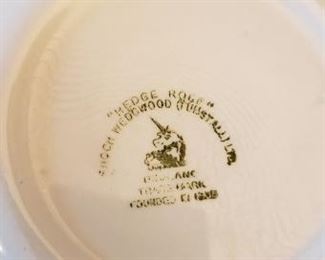 "HEDGE ROSE"
ENOCH WEDGWOOD (TUNSTALL) LTD.
ENGLAND
TRADE MARK
FOUNDED IN 1835